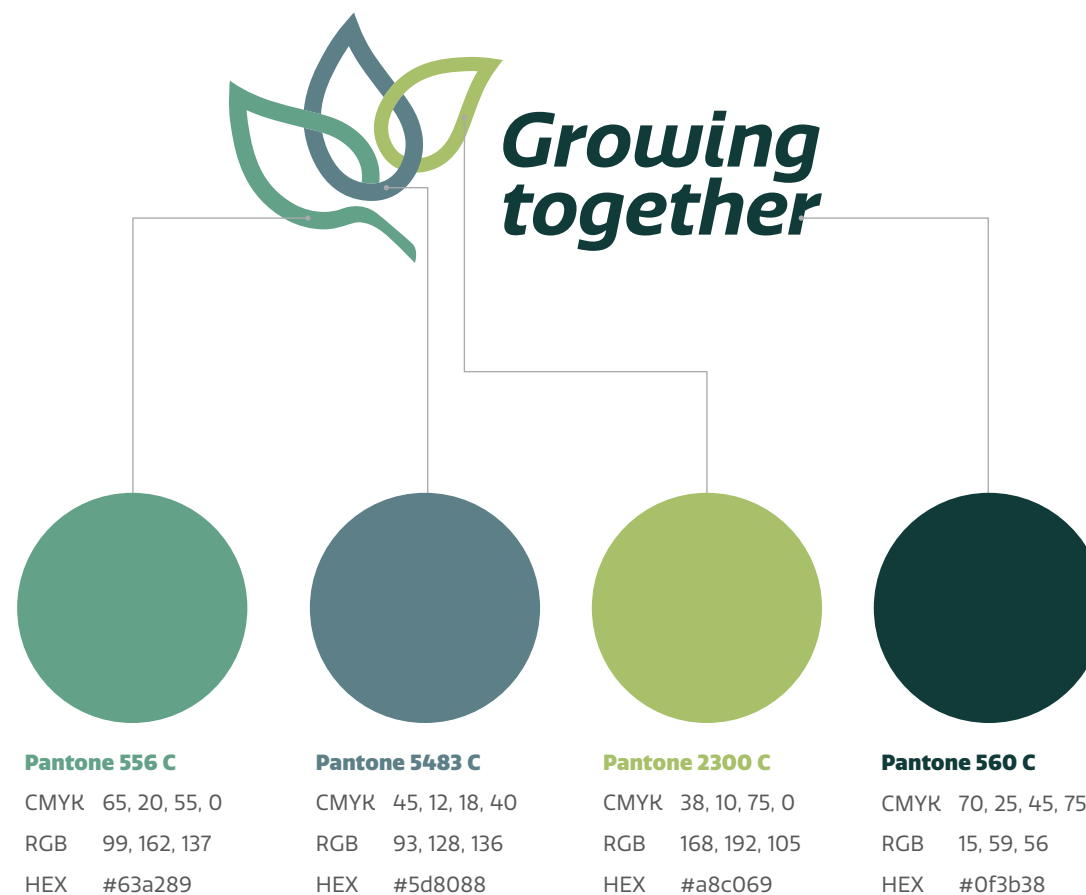 Growing
together
Pantone 556 C
CMYK 65, 20, 55, 0
RGB 99, 162, 137
HEX #63a289
Pantone 5483 C
CMYK 45, 12, 18, 40
RGB 93, 128, 136
HEX #5d8088
Pantone 2300 C
CMYK 38, 10, 75, 0
RGB 168, 192, 105
HEX #a8c069
Pantone 560 C
CMYK 70, 25, 45, 75
RGB 15, 59, 56
HEX #0f3b38